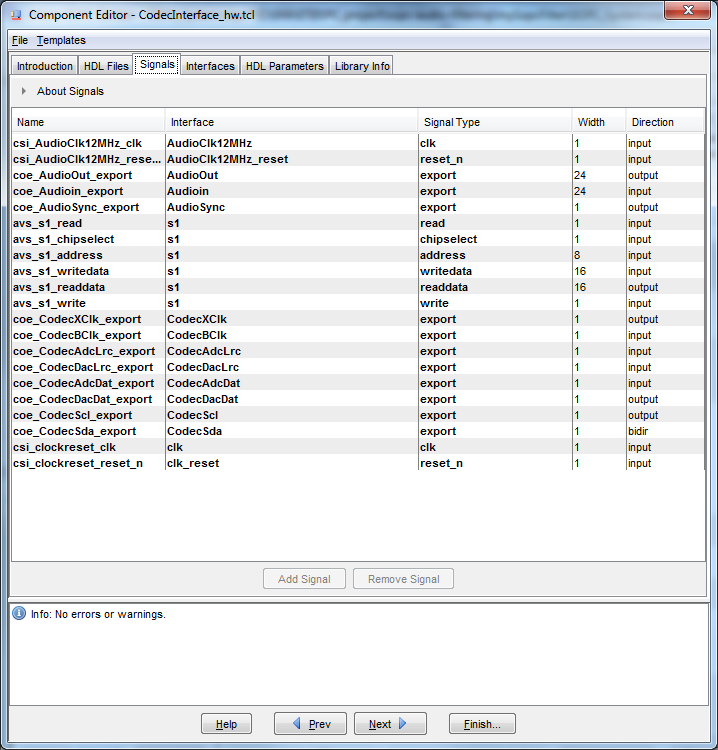 Component Editor - CodecInterface_hw.tcl
File Templates
Introduction HDL Files Signals Interfaces HDL Parameters Library Info
About Signals
Name Interface Signal Type Width Direction
csi_AudioClk12MHz_clk AudioClk12MHz clk 1 input
csi_AudioClk12MHz_rese... AudioClk12MHz_reset reset_n 1 input
coe_AudioOut_export AudioOut export 24 output
coe_Audioin_export Audioin export 24 input
coe_AudioSync_export AudioSync export 1 output
avs_s1_read s1 read 1 input
avs_s1_chipselect s1 chipselect 1 input
avs_s1_address s1 address 8 input
avs_s1_writedata s1 writedata 16 input
avs_s1_readdata s1 readdata 16 output
avs_s1_write s1 write 1 input
coe_CodecXClk_export CodecXClk export 1 output
coe_CodecBClk_export CodecBClk export 1 input
coe_CodecAdcLrc_export CodecAdcLrc export 1 input
coe_CodecDacLrc_export CodecDacLrc export 1 input
coe_CodecAdcDat_export CodecAdcDat export 1 input
coe_CodecDacDat_export CodecDacDat export 1 output
coe_CodecScl_export CodecScl export 1 output
coe_CodecSda_export CodecSda export 1 bidir
csi_clockreset_clk clk clk 1 input
csi_clockreset_reset_n clk_reset reset_n 1 input
Add Signal Remove Signal
Info: No errors or warnings.
Help Prev Next Finish...